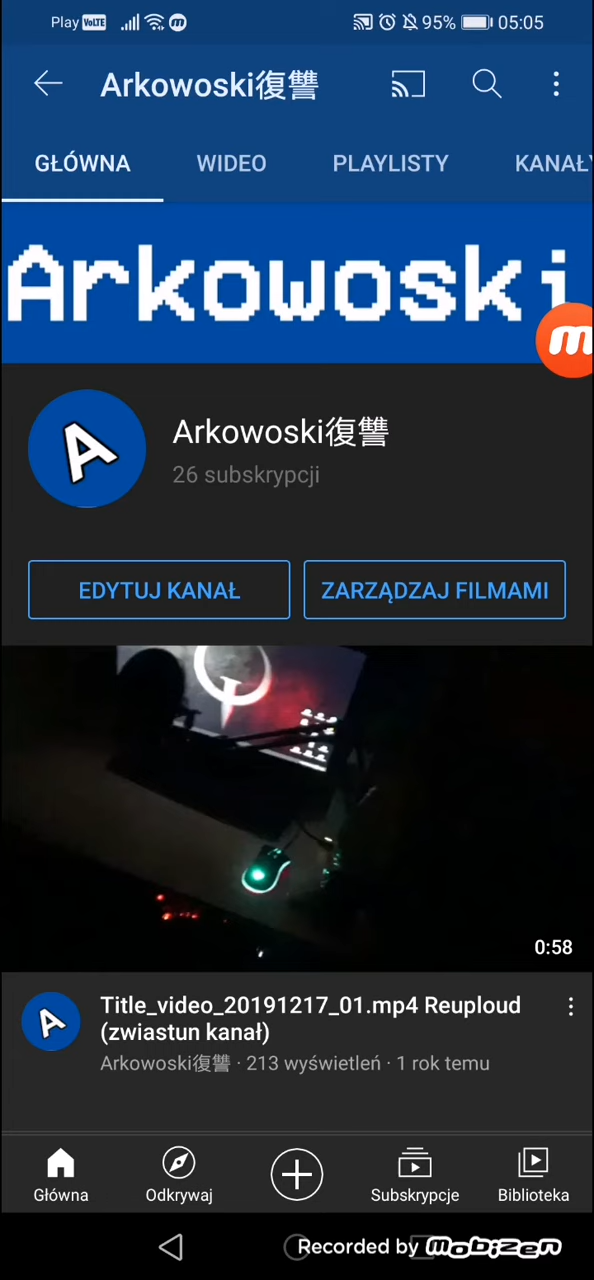 Play VoLTE 95% 05:05
Arkowoski復讐
GŁÓWNA WIDEO PLAYLISTY KANAŁY
Arkowoski
Arkowoski復讐
26 subskrypcji
EDYTUJ KANAŁ ZARZĄDZAJ FILMAMI
0:58
Title_video_20191217_01.mp4 Reuploud
(zwiastun kanał)
Arkowoski復讐 · 213 wyświetleń · 1 rok temu
Główna Odkrywaj Subskrypcje Biblioteka
Recorded by mobizen